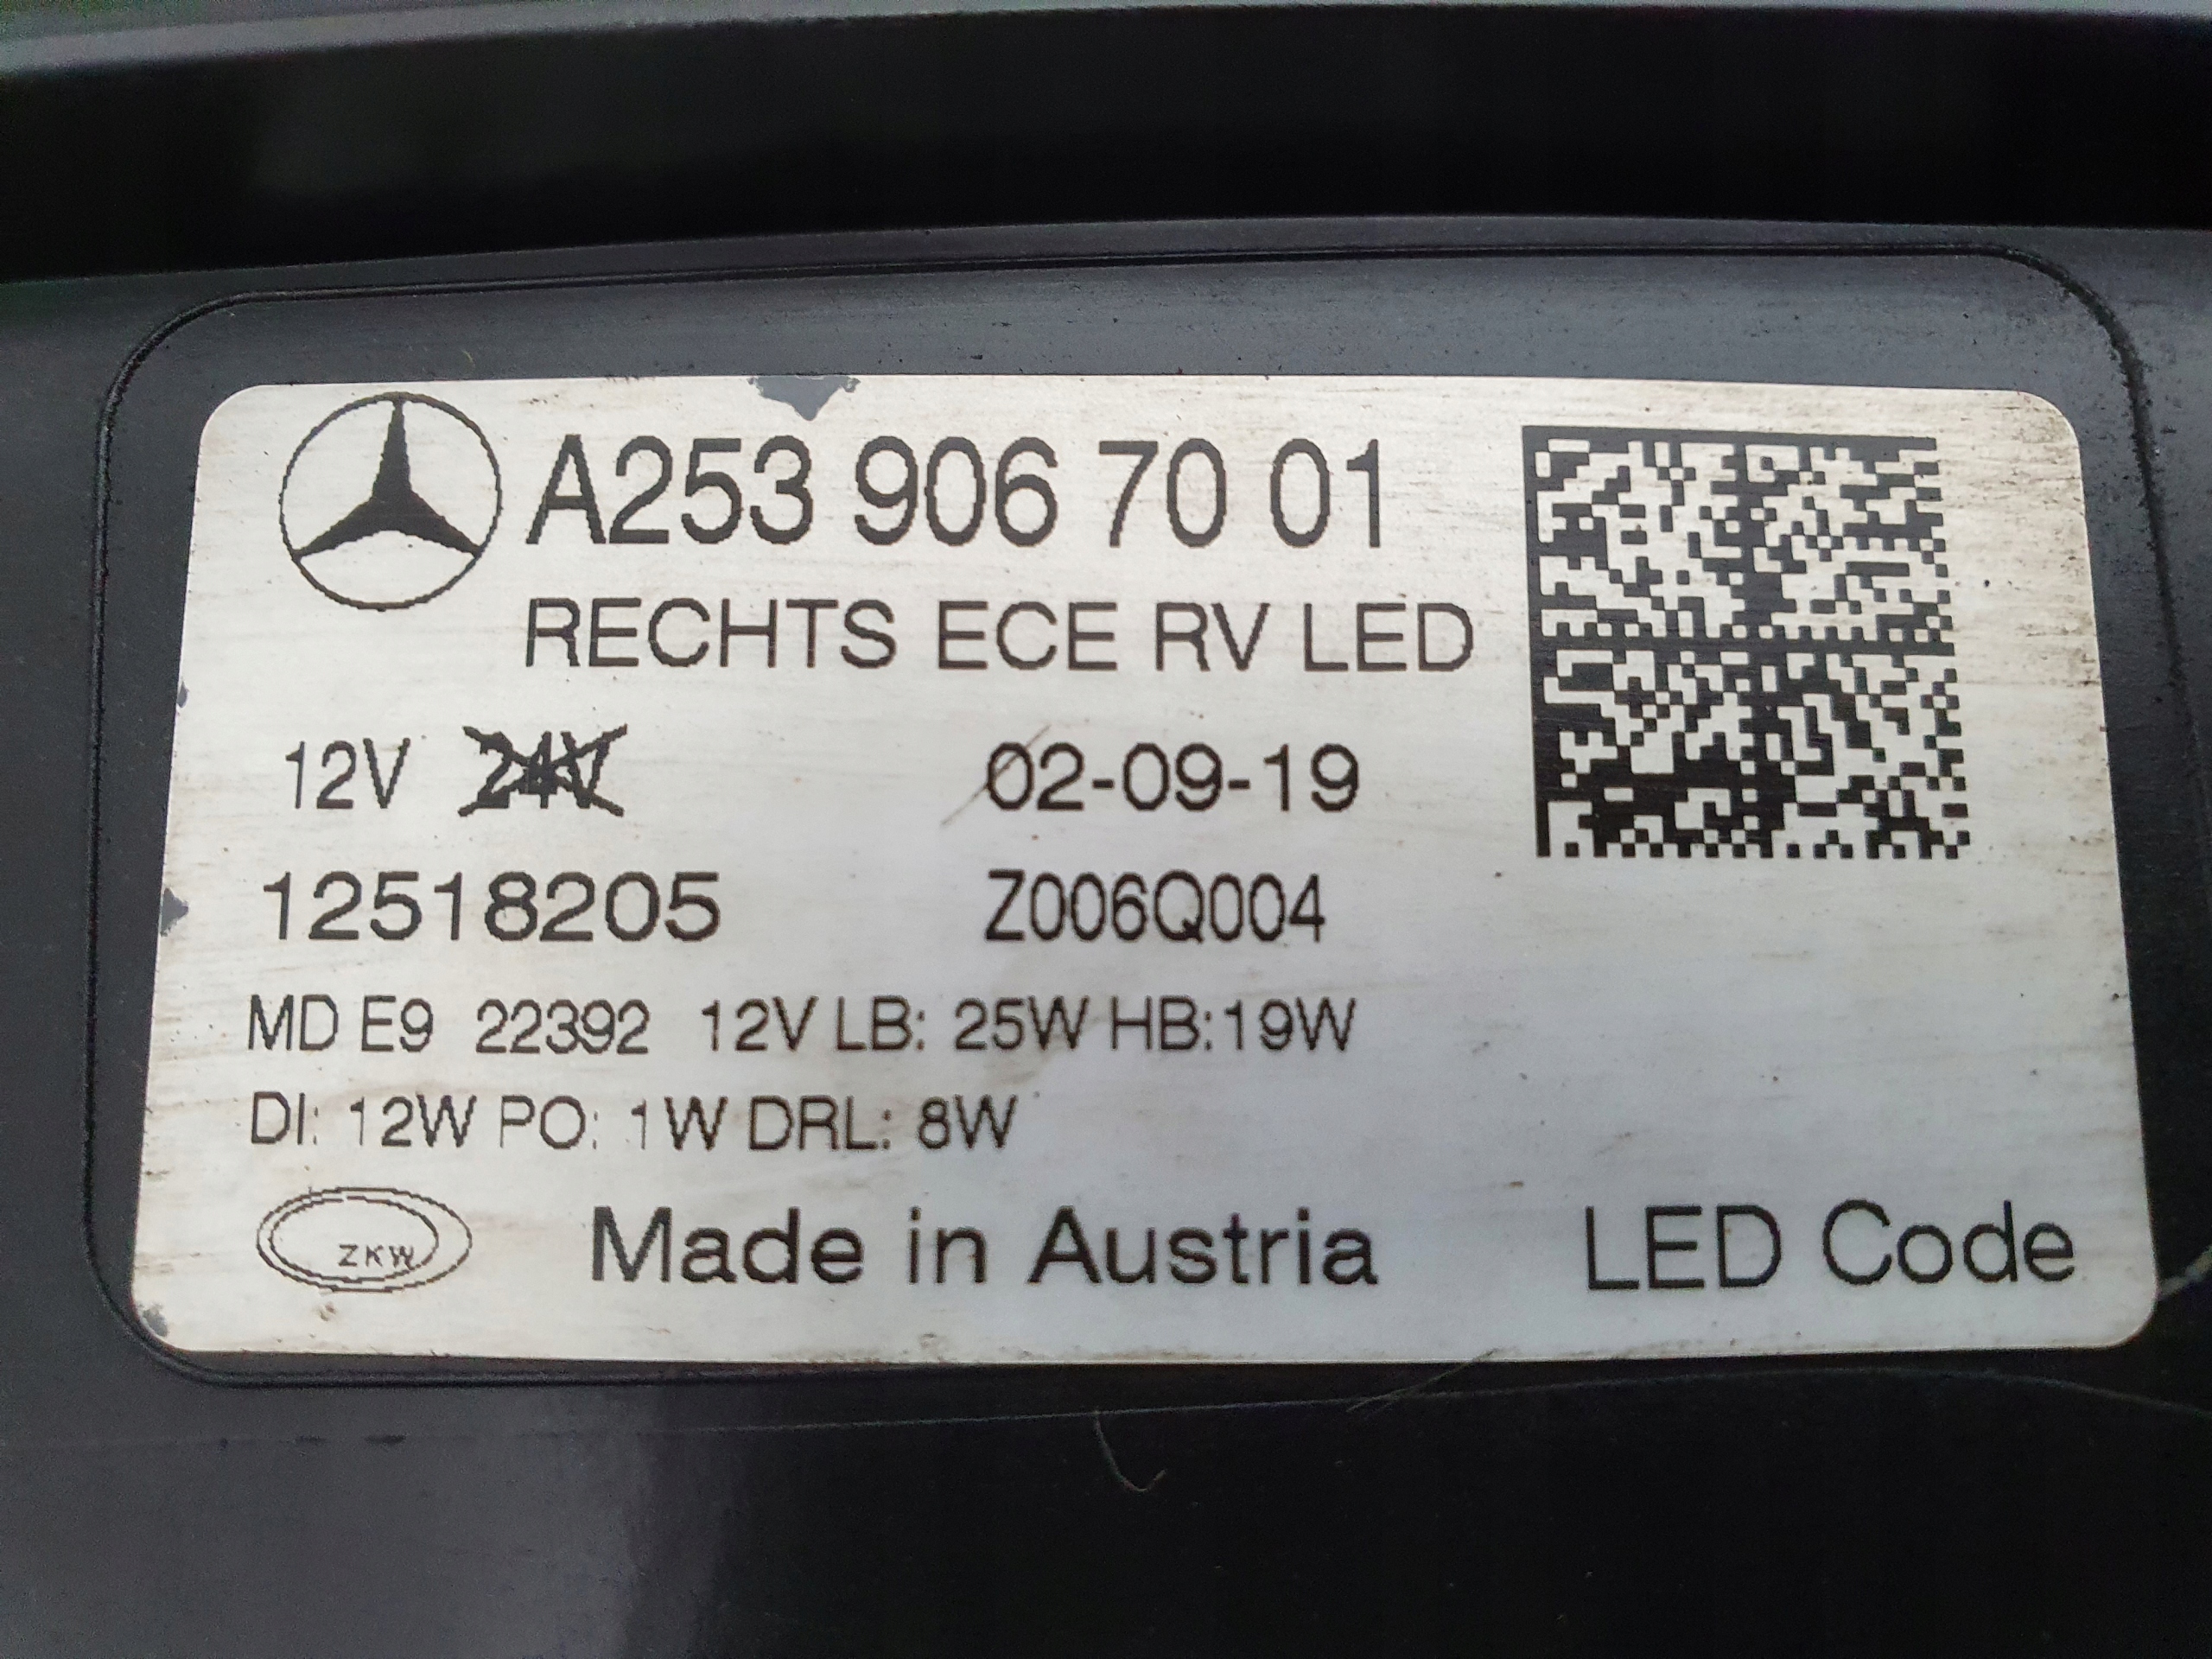 A253 906 70 01
RECHTS ECE RV LED
12V 24V 02-09-19
12518205 Z006Q004
MD E9 22392 12V LB: 25W HB:19W
DI: 12W PO: 1W DRL: 8W
ZKW Made in Austria LED Code